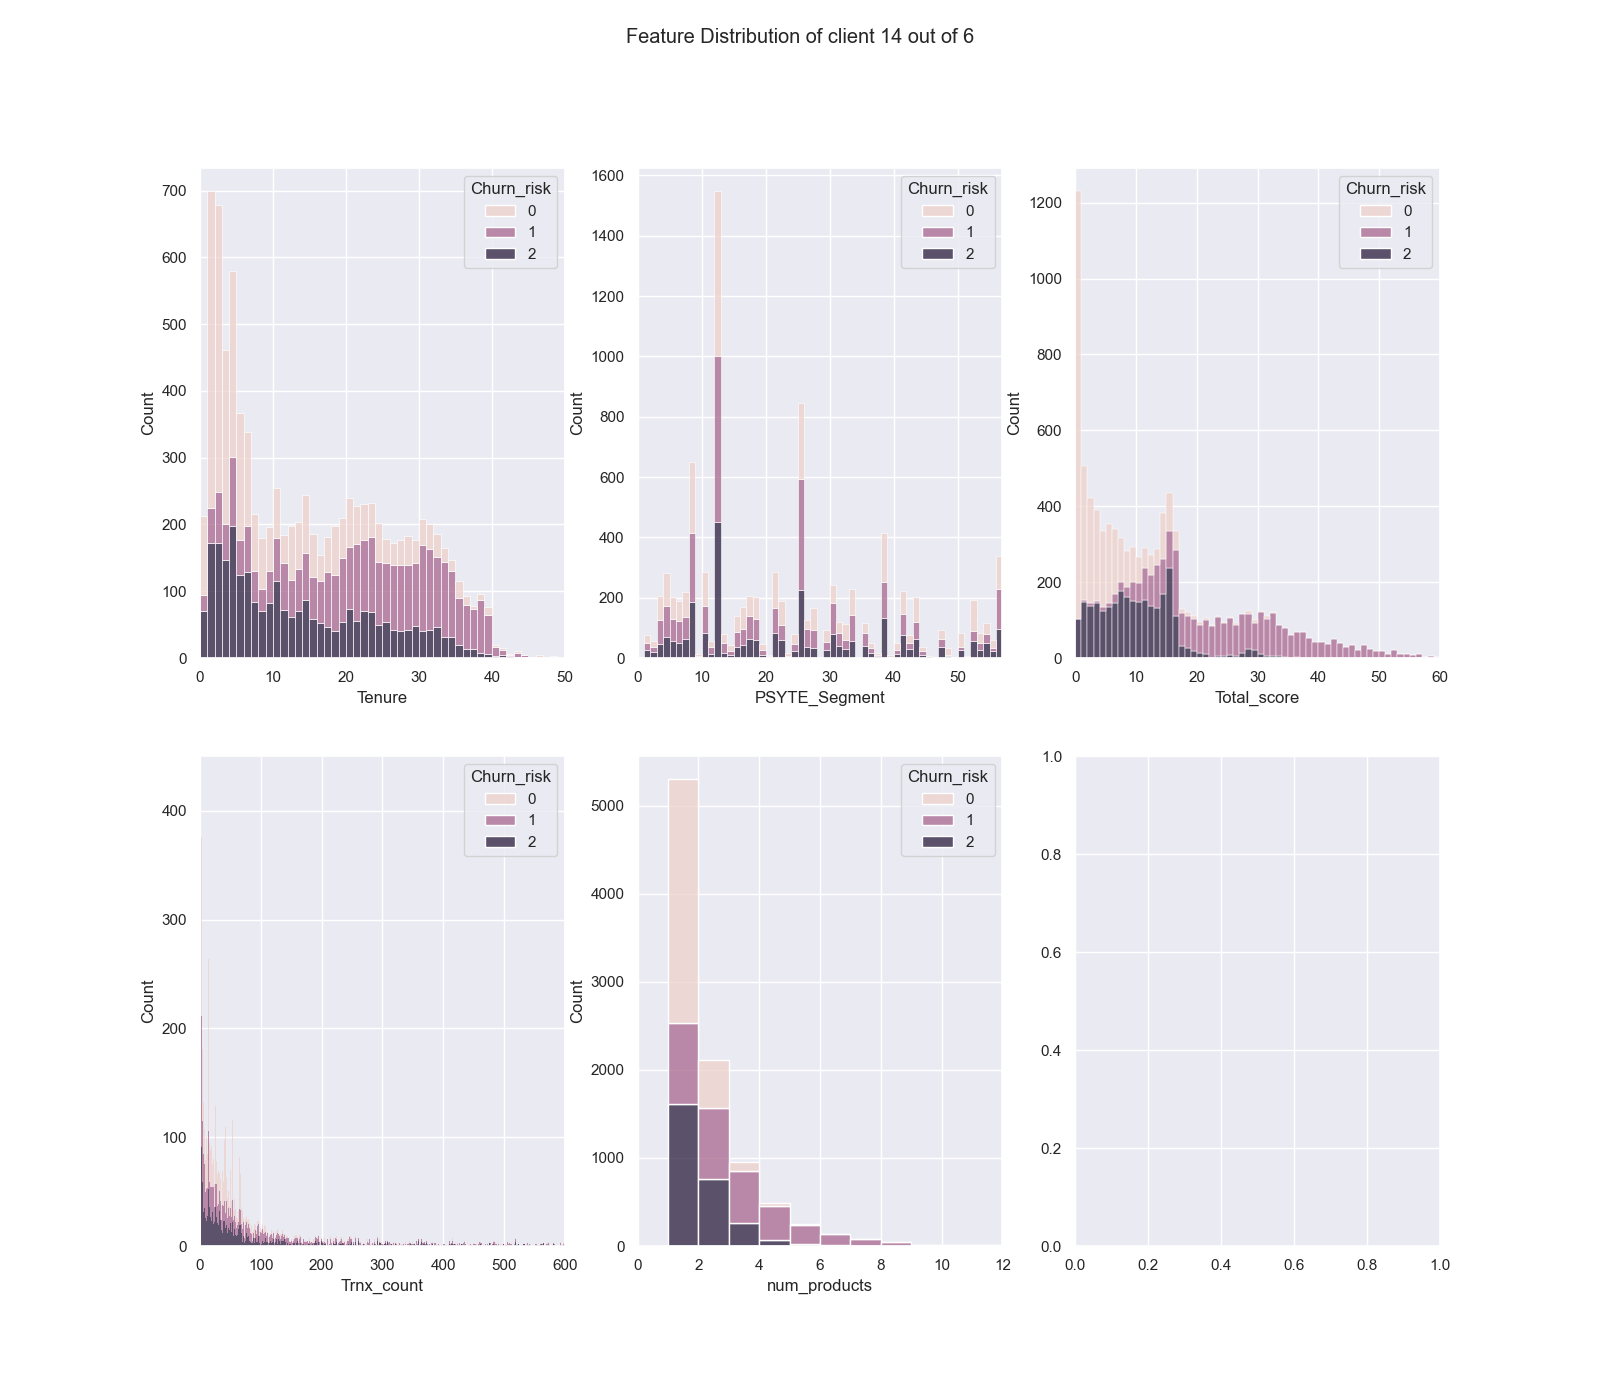 Feature Distribution of client 14 out of 6
Count
700
600
500
400
300
200
100
0
0 10 20 30 40 50
Tenure
Churn_risk
0
1
2
Count
1600
1400
1200
1000
800
600
400
200
0
0 10 20 30 40 50
PSYTE_Segment
Churn_risk
0
1
2
Count
1200
1000
800
600
400
200
0
0 10 20 30 40 50 60
Total_score
Churn_risk
0
1
2
Count
400
300
200
100
0
0 100 200 300 400 500 600
Trnx_count
Churn_risk
0
1
2
Count
5000
4000
3000
2000
1000
0
0 2 4 6 8 10 12
num_products
Churn_risk
0
1
2
1.0
0.8
0.6
0.4
0.2
0.0
0.0 0.2 0.4 0.6 0.8 1.0